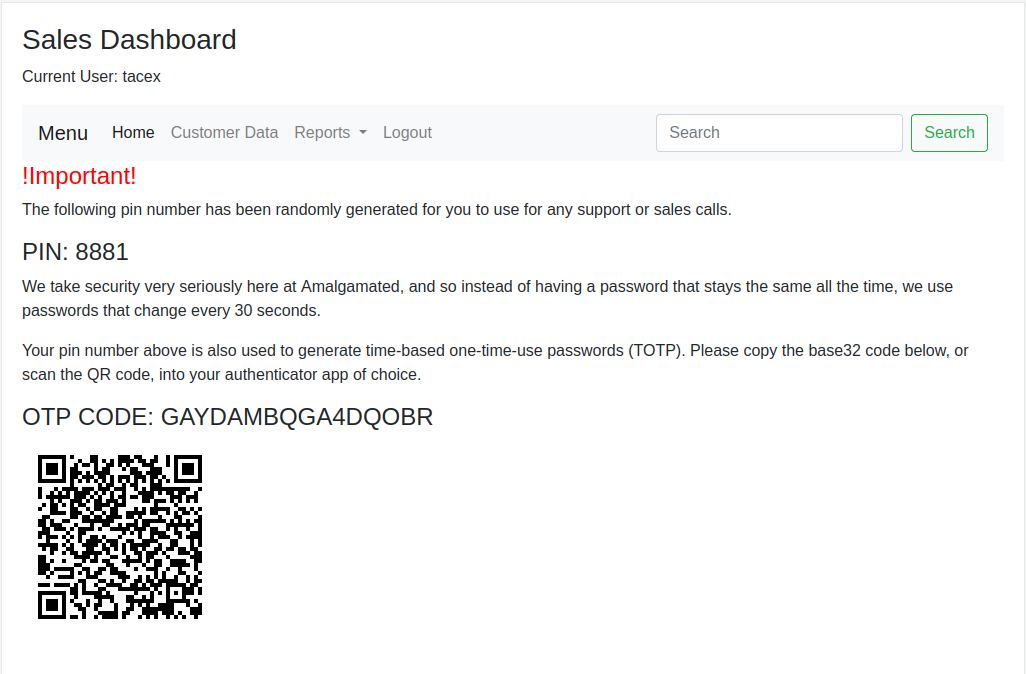 Sales Dashboard
Current User: tacex
Menu Home Customer Data Reports Logout Search Search
!Important!
The following pin number has been randomly generated for you to use for any support or sales calls.
PIN: 8881
We take security very seriously here at Amalgamated, and so instead of having a password that stays the same all the time, we use
passwords that change every 30 seconds.
Your pin number above is also used to generate time-based one-time-use passwords (TOTP). Please copy the base32 code below, or
scan the QR code, into your authenticator app of choice.
OTP CODE: GAYDAMBQGA4DQOBR